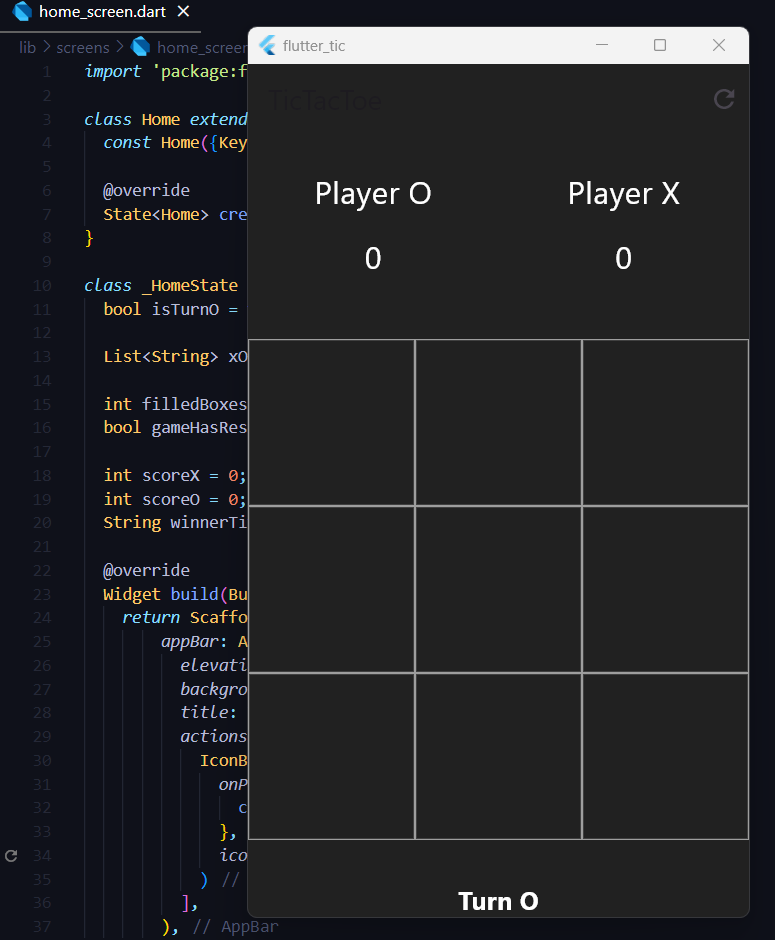 home_screen.dart
lib > screens > home_screen
flutter_tic
TicTacToe
Player O
Player X
0
0
Turn O
1 import 'package:f
2
3 class Home extend
4 const Home({Key
5
6 @override
7 State<Home> cre
8 }
9
10 class _HomeState
11 bool isTurnO =
12
13 List<String> xO
14
15 int filledBoxes
16 bool gameHasRes
17
18 int scoreX = 0;
19 int scoreO = 0;
20 String winnerTi
21
22 @override
23 Widget build(Bu
24 return Scaffo
25 appBar: A
26 elevati
27 backgro
28 title:
29 actions
30 IconB
31 onP
32 c
33 },
34 ico
35 ) //
36 ],
37 ), // AppBar